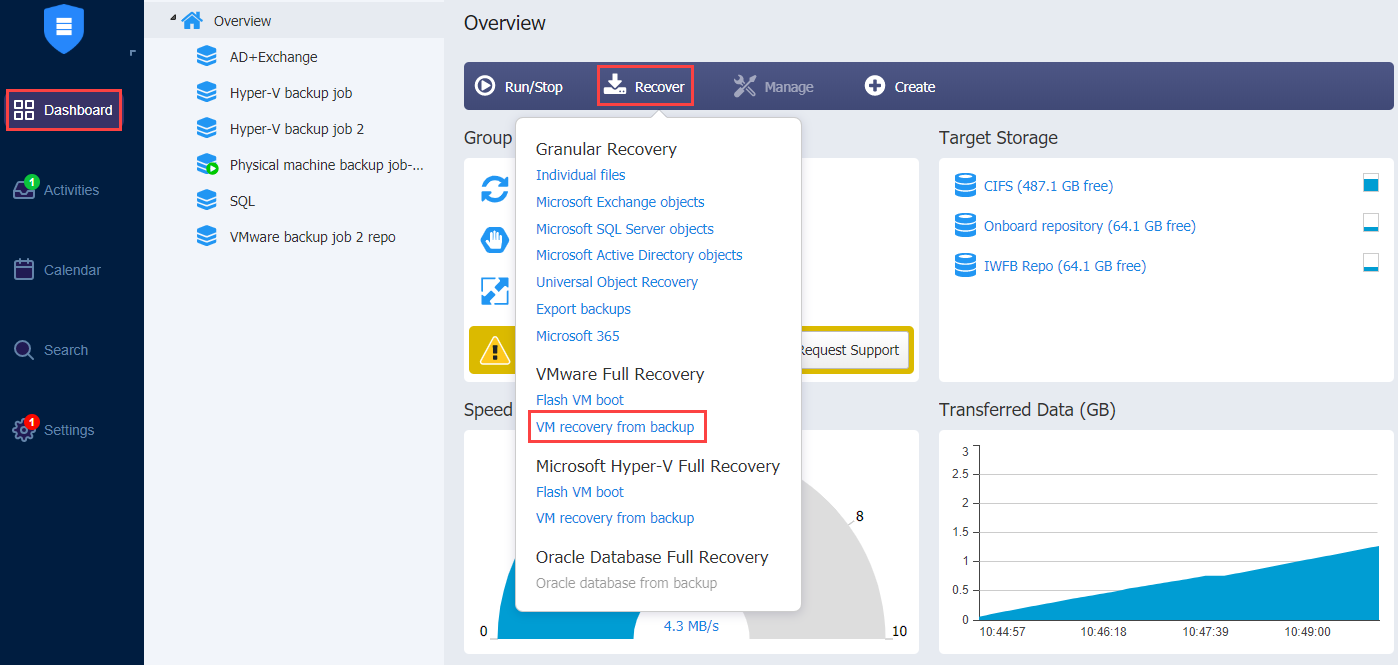 Dashboard
1
Activities
Calendar
Search
1
Settings
Overview
AD+Exchange
Hyper-V backup job
Hyper-V backup job 2
Physical machine backup job-...
SQL
VMware backup job 2 repo
Overview
Run/Stop
Recover
Manage
Create
Group
Granular Recovery
Individual files
Microsoft Exchange objects
Microsoft SQL Server objects
Microsoft Active Directory objects
Universal Object Recovery
Export backups
Microsoft 365
VMware Full Recovery
Flash VM boot
VM recovery from backup
Microsoft Hyper-V Full Recovery
Flash VM boot
VM recovery from backup
Oracle Database Full Recovery
Oracle database from backup
Request Support
Speed
0
8
10
4.3 MB/s
Target Storage
CIFS (487.1 GB free)
Onboard repository (64.1 GB free)
IWFB Repo (64.1 GB free)
Transferred Data (GB)
3
2.5
2
1.5
1
0.5
0
10:44:57 10:46:18 10:47:39 10:49:00